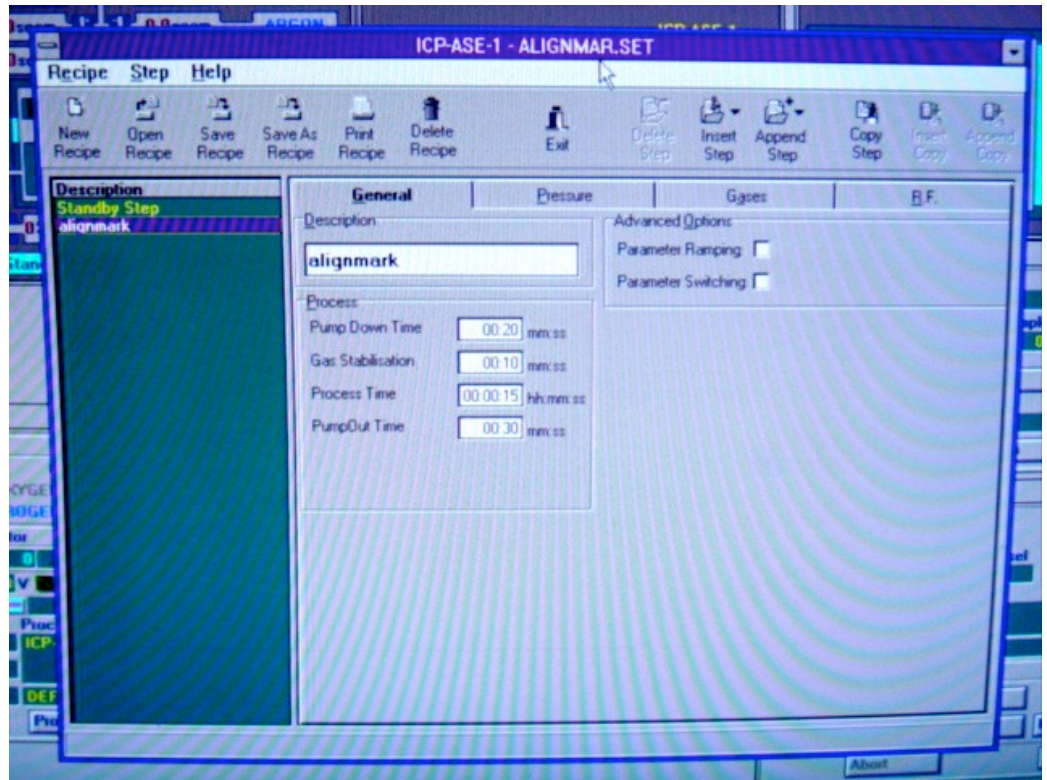 ARGON
ICP-ASE-1
ICP-ASE-1 - ALIGNMAR.SET
Recipe Step Help
New Recipe
Open Recipe
Save Recipe
Save As Recipe
Print Recipe
Delete Recipe
Exit
Delete Step
Insert Step
Append Step
Copy Step
Insert Copy
Append Copy
Description
Standby Step
alignmark
General Pressure Gases R.F.
Description
alignmark
Advanced Options
Parameter Ramping
Parameter Switching
Process
Pump Down Time 00:20 mm:ss
Gas Stabilisation 00:10 mm:ss
Process Time 00:00:15 hh:mm:ss
PumpOut Time 00:30 mm:ss
Abort